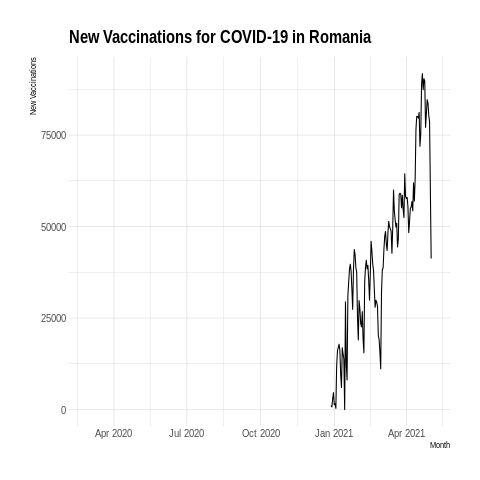 New Vaccinations for COVID-19 in Romania
New Vaccinations
75000
50000
25000
0
Apr 2020 Jul 2020 Oct 2020 Jan 2021 Apr 2021
Month